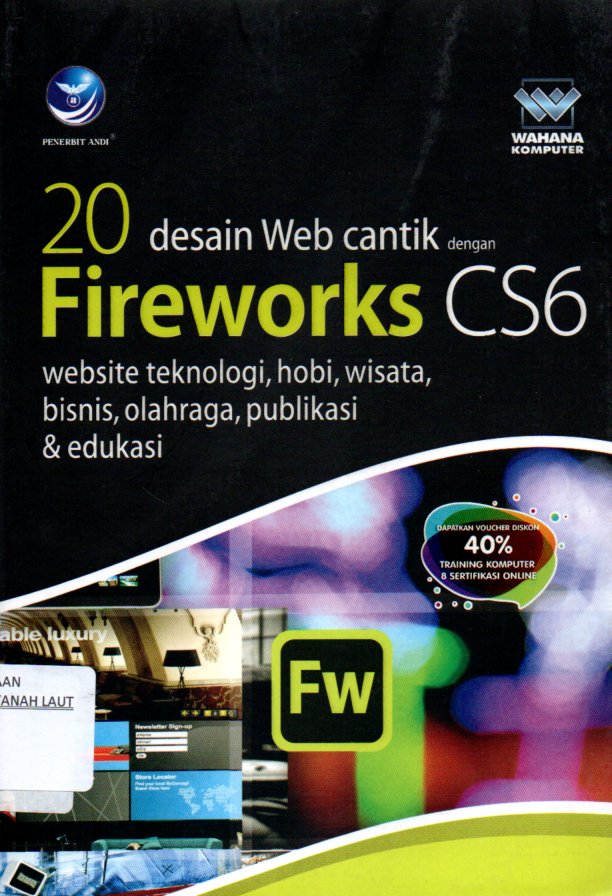 PENERBIT ANDI®
WAHANA
KOMPUTER
20 desain Web cantik dengan
Fireworks CS6
website teknologi, hobi, wisata,
bisnis, olahraga, publikasi
& edukasi
DAPATKAN VOUCHER DISKON
40%
TRAINING KOMPUTER
& SERTIFIKASI ONLINE
able luxury
AAN
TANAH LAUT
Fw
Newsletter Sign-up
Store Locator